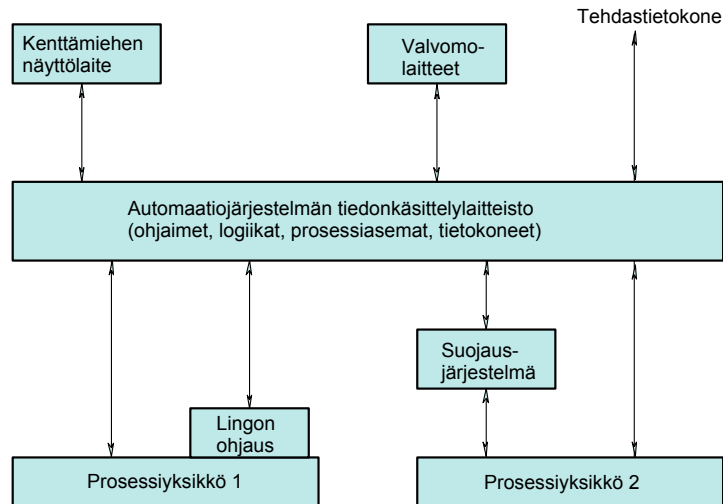 Tehdastietokone
Kenttämiehen
näyttölaite
Valvomo-
laitteet
Automaatiojärjestelmän tiedonkäsittelylaitteisto
(ohjaimet, logiikat, prosessiasemat, tietokoneet)
Suojaus-
järjestelmä
Lingon
ohjaus
Prosessiyksikkö 1
Prosessiyksikkö 2